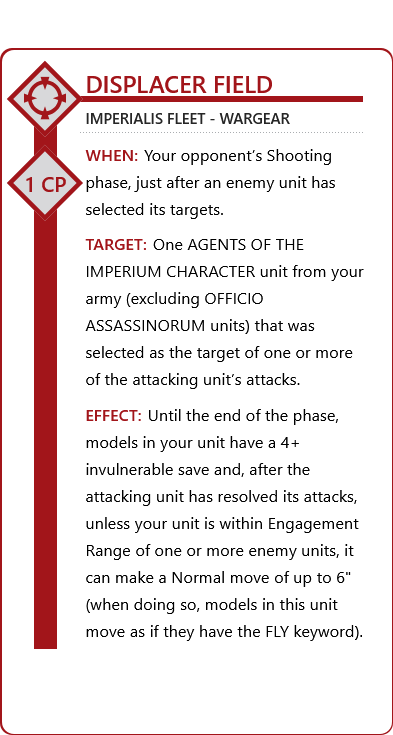 DISPLACER FIELD
IMPERIALIS FLEET - WARGEAR
WHEN: Your opponent’s Shooting
1 CP
phase, just after an enemy unit has
selected its targets.
TARGET: One AGENTS OF THE
IMPERIUM CHARACTER unit from your
army (excluding OFFICIO
ASSASSINORUM units) that was
selected as the target of one or more
of the attacking unit’s attacks.
EFFECT: Until the end of the phase,
models in your unit have a 4+
invulnerable save and, after the
attacking unit has resolved its attacks,
unless your unit is within Engagement
Range of one or more enemy units, it
can make a Normal move of up to 6"
(when doing so, models in this unit
move as if they have the FLY keyword).